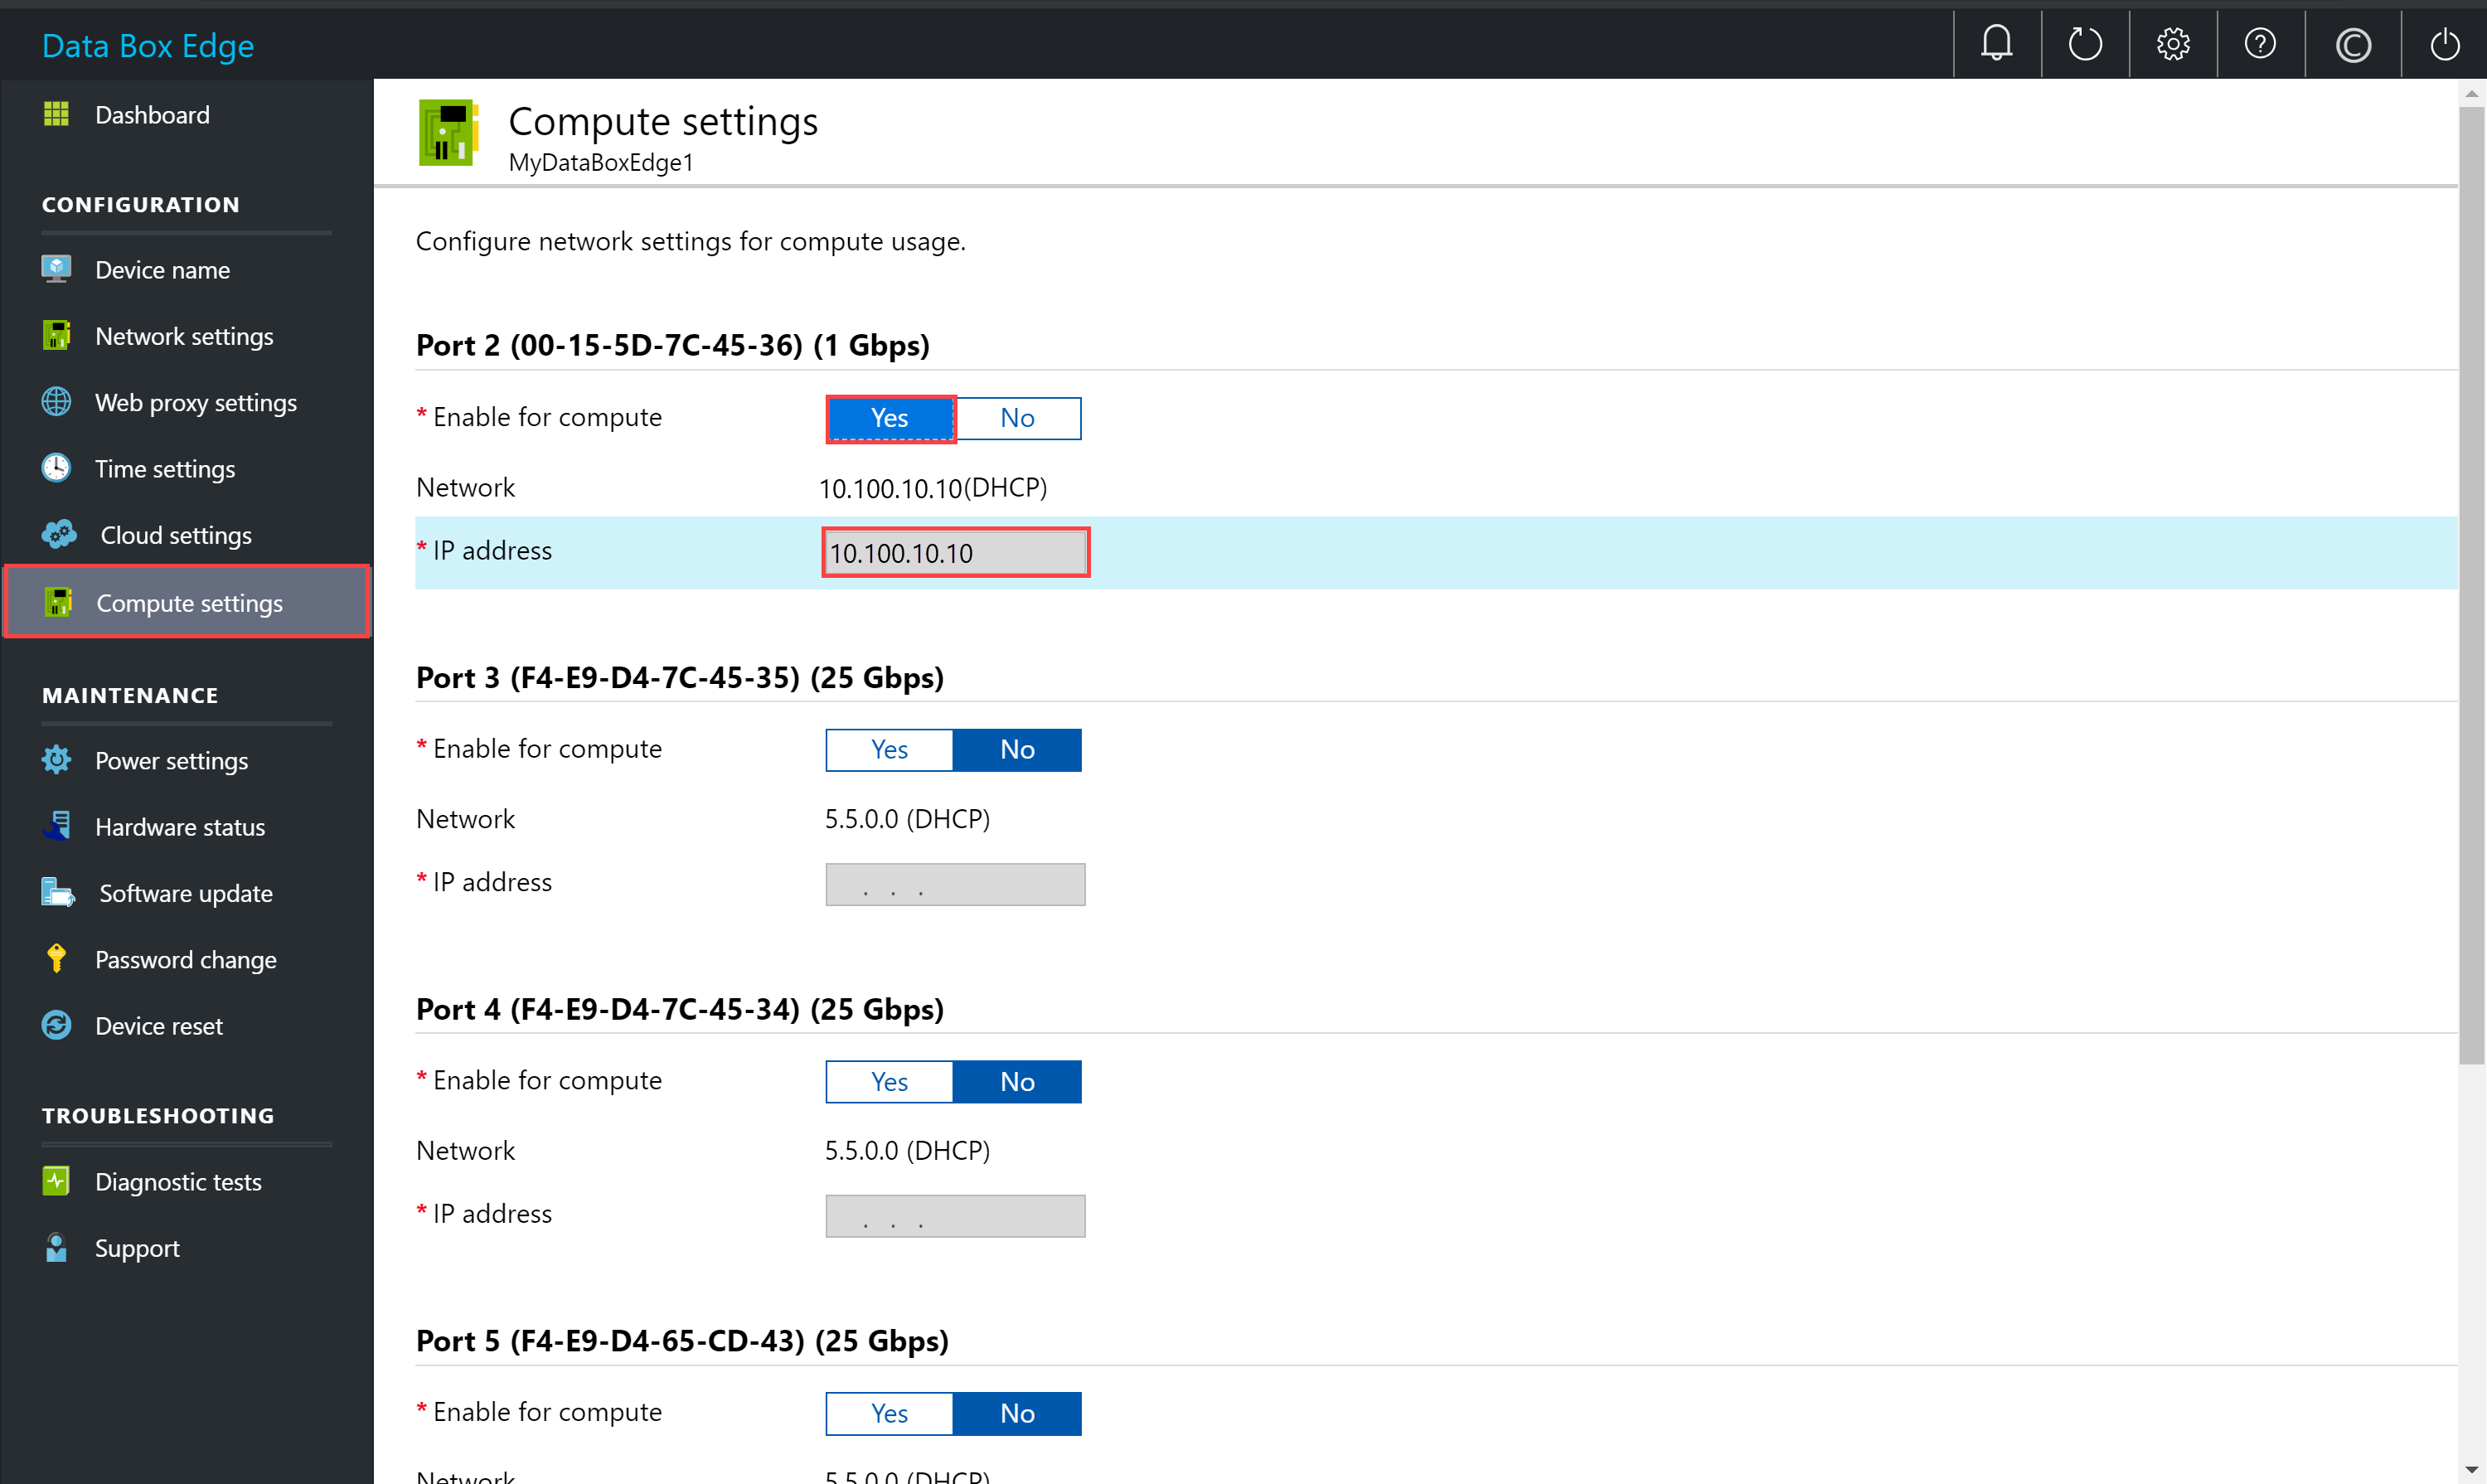 Data Box Edge
Dashboard
CONFIGURATION
Device name
Network settings
Web proxy settings
Time settings
Cloud settings
Compute settings
MAINTENANCE
Power settings
Hardware status
Software update
Password change
Device reset
TROUBLESHOOTING
Diagnostic tests
Support
Compute settings
MyDataBoxEdge1
Configure network settings for compute usage.
Port 2 (00-15-5D-7C-45-36) (1 Gbps)
* Enable for compute Yes No
Network 10.100.10.10(DHCP)
* IP address 10.100.10.10
Port 3 (F4-E9-D4-7C-45-35) (25 Gbps)
* Enable for compute Yes No
Network 5.5.0.0 (DHCP)
* IP address . . .
Port 4 (F4-E9-D4-7C-45-34) (25 Gbps)
* Enable for compute Yes No
Network 5.5.0.0 (DHCP)
* IP address . . .
Port 5 (F4-E9-D4-65-CD-43) (25 Gbps)
* Enable for compute Yes No
Network 5.5.0.0 (DHCP)